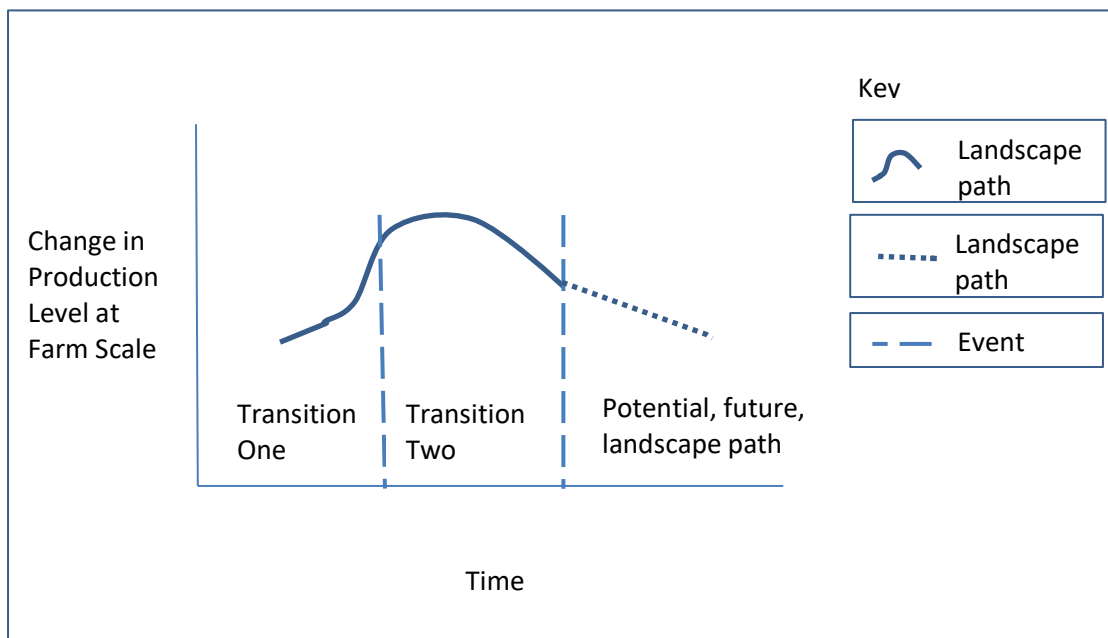 Kev
Landscape
path
Landscape
path
Event
Change in
Production
Level at
Farm Scale
Transition
One
Transition
Two
Potential, future,
landscape path
Time